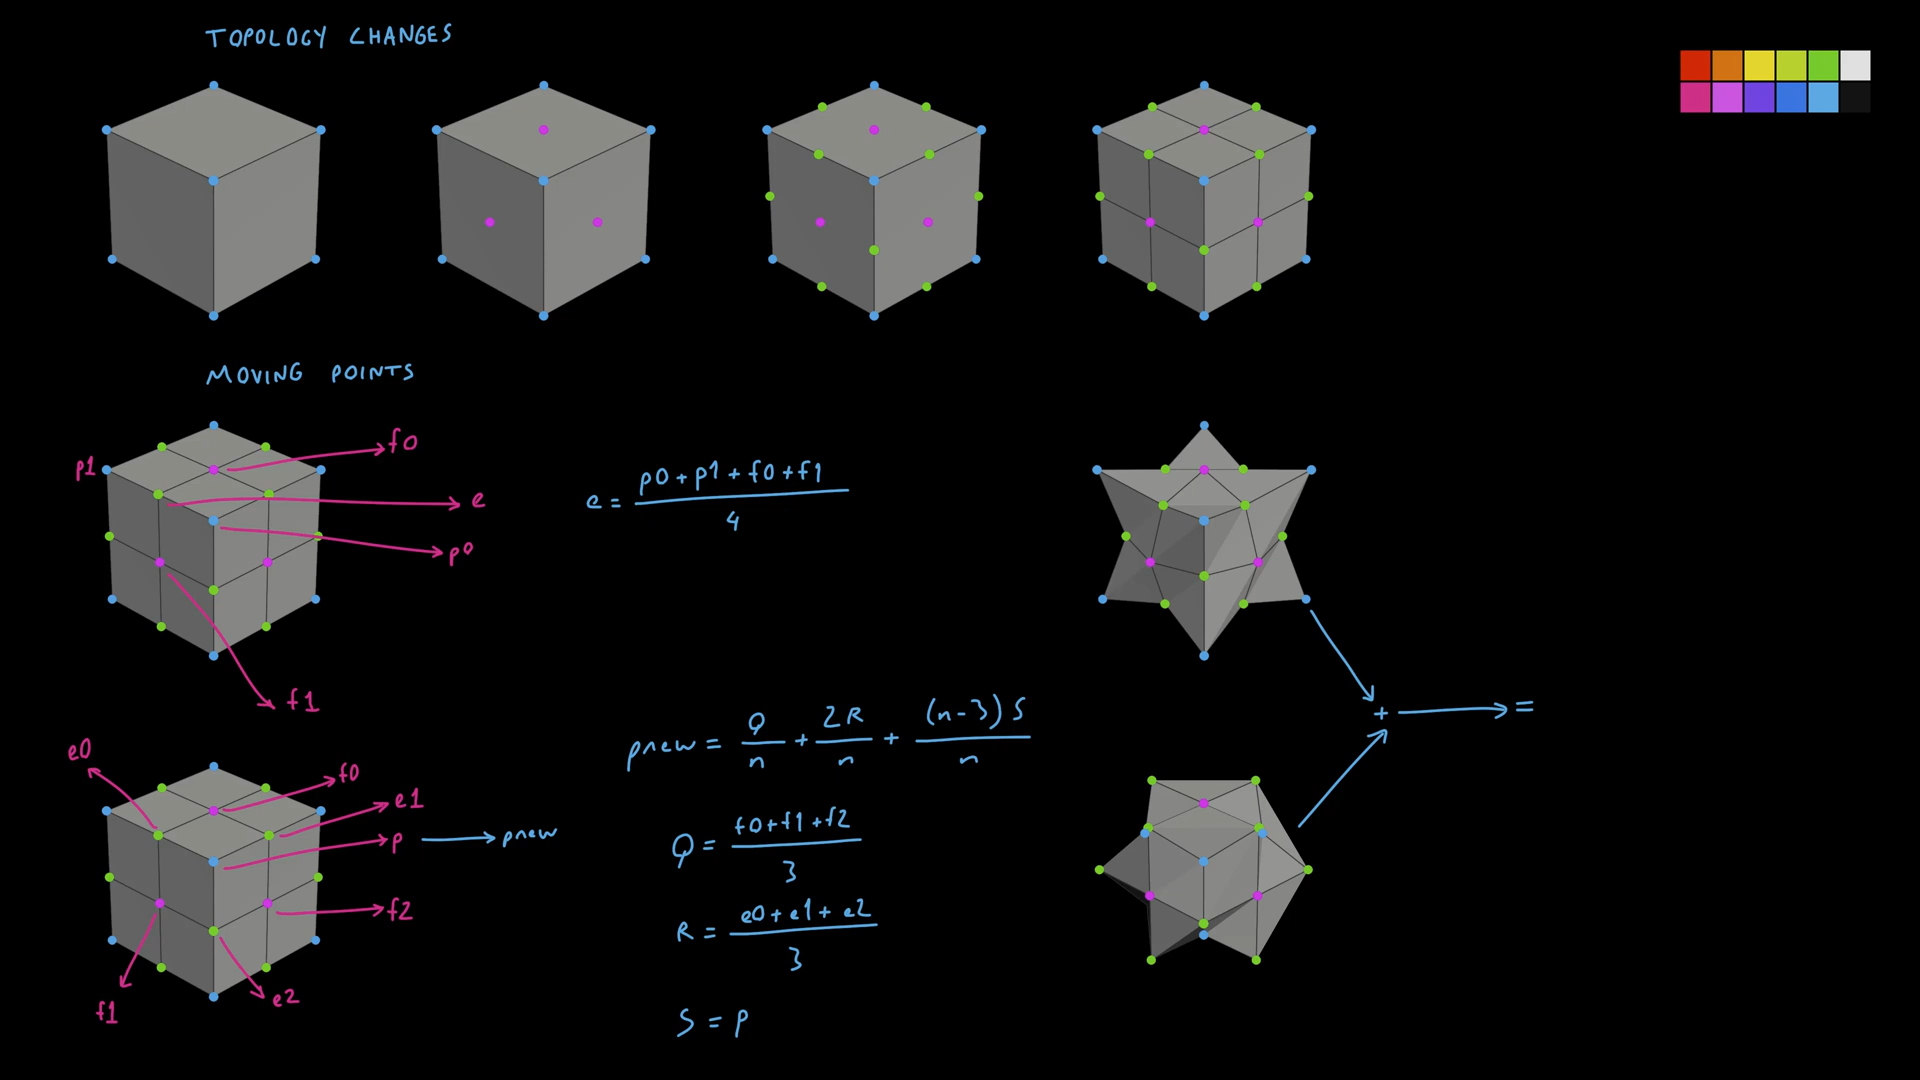 TOPOLOGY CHANGES
MOVING POINTS
p1
f0
e
p0
f1
e = (p0 + p1 + f0 + f1) / 4
e0
f0
e1
p → pnew
f2
f1
e2
pnew = Q/n + 2R/n + (n-3)S/n
Q = (f0 + f1 + f2) / 3
R = (e0 + e1 + e2) / 3
S = p
+ → =